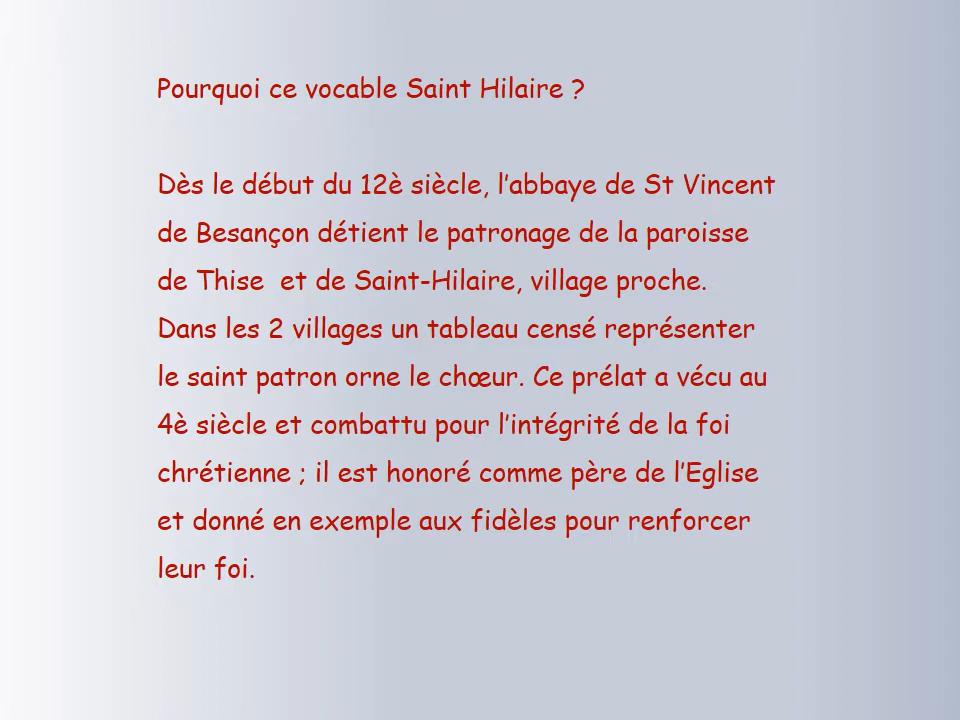 Pourquoi ce vocable Saint Hilaire ?
Dès le début du 12è siècle, l'abbaye de St Vincent
de Besançon détient le patronage de la paroisse
de Thise  et de Saint-Hilaire, village proche.
Dans les 2 villages un tableau censé représenter
le saint patron orne le chœur. Ce prélat a vécu au
4è siècle et combattu pour l'intégrité de la foi
chrétienne ; il est honoré comme père de l'Eglise
et donné en exemple aux fidèles pour renforcer
leur foi.